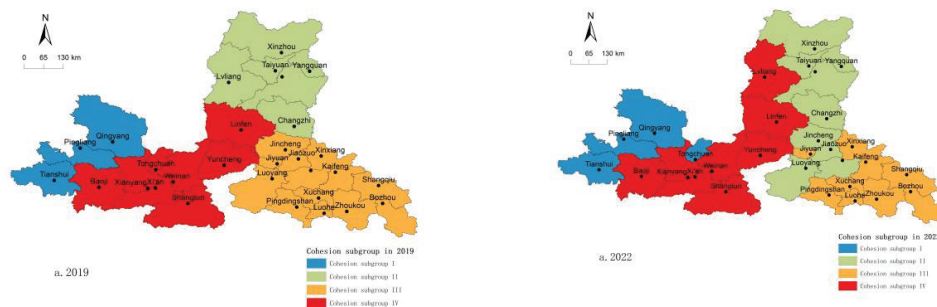 N
0 65 130 km
Xinzhou
Taiyuan
Yangquan
Lvliang
Changzhi
Linfen
Qingyang
Pingliang
Tianshui
Tongchuan
Yuncheng
Baoji
Xianyang
Xi'an
Weinan
Shangluo
Jincheng
Jiyuan
Jiaozuo
Xinxiang
Luoyang
Kaifeng
Xuchang
Shangqiu
Pingdingshan
Luohe
Zhoukou
Bozhou
Cohesion subgroup in 2019
Cohesion subgroup I
Cohesion subgroup II
Cohesion subgroup III
Cohesion subgroup IV
a. 2019
N
0 65 130 km
Xinzhou
Taiyuan
Yangquan
Lvliang
Changzhi
Linfen
Qingyang
Pingliang
Tianshui
Tongchuan
Yuncheng
Baoji
Xianyang
Xi'an
Weinan
Shangluo
Jincheng
Jiyuan
Jiaozuo
Xinxiang
Luoyang
Kaifeng
Xuchang
Shangqiu
Pingdingshan
Luohe
Zhoukou
Bozhou
Cohesion subgroup in 202
Cohesion subgroup I
Cohesion subgroup II
Cohesion subgroup III
Cohesion subgroup IV
a. 2022